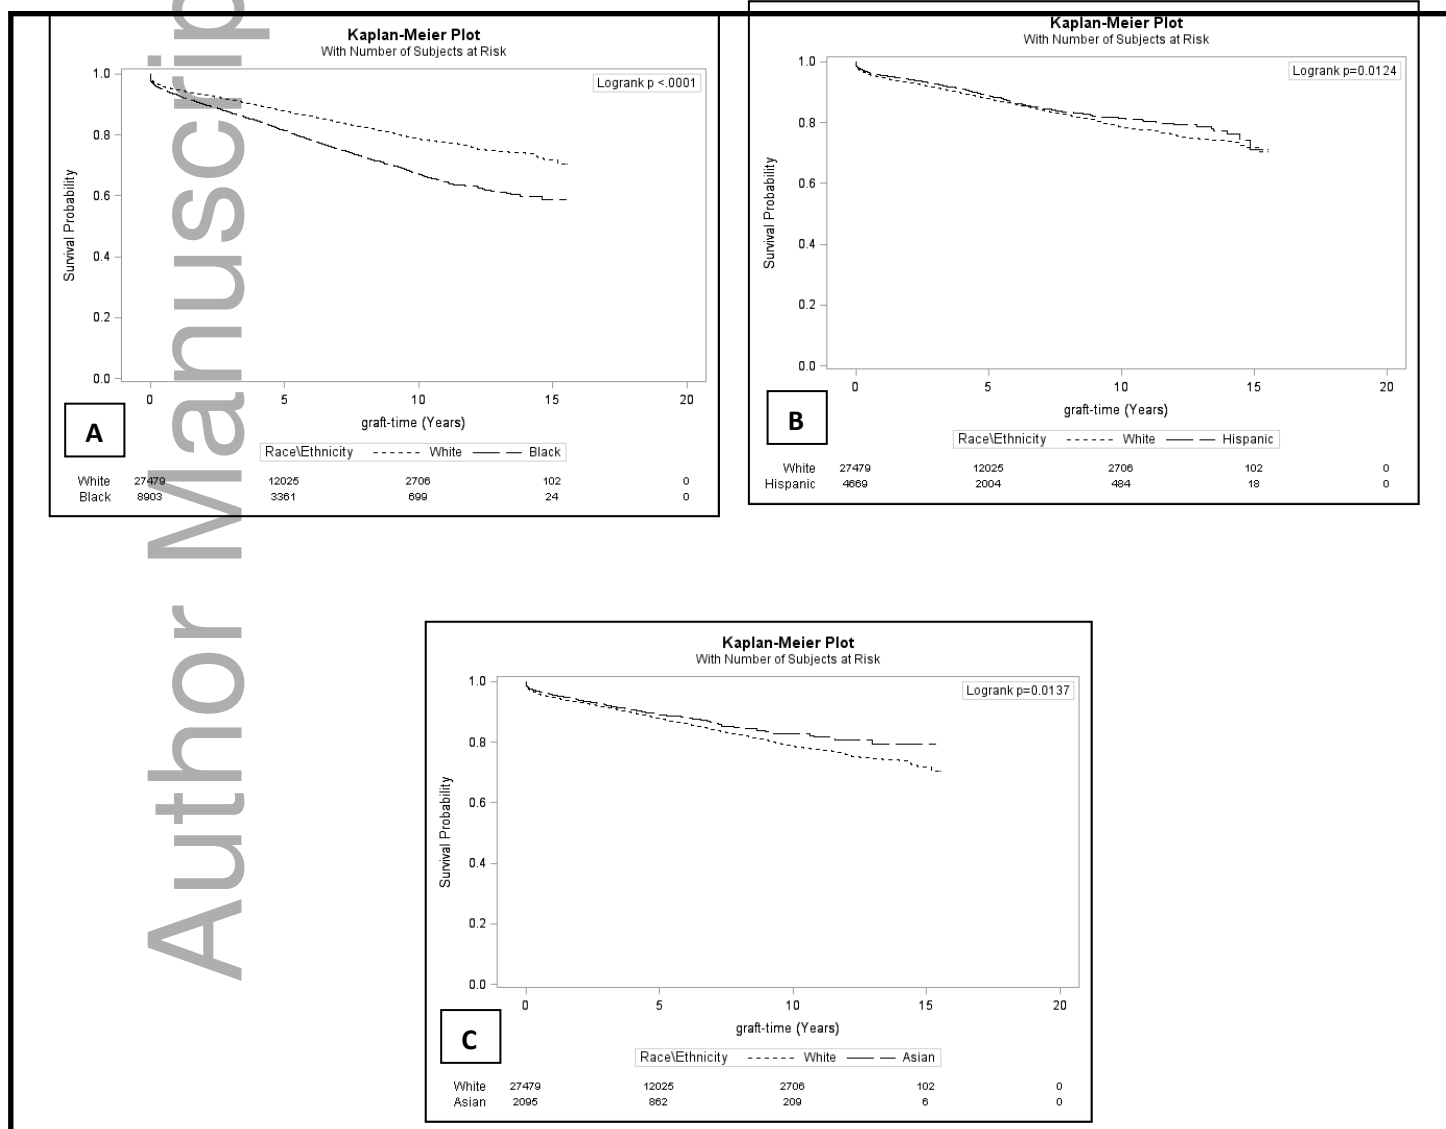 Author Manuscrip
Kaplan-Meier Plot
With Number of Subjects at Risk
Logrank p <.0001
1.0
0.8
0.6
0.4
0.2
0.0
Survival Probability
0 5 10 15 20
graft-time (Years)
A
Race\Ethnicity White Black
White 27479 12025 2706 102 0
Black 8903 3361 699 24 0
Kaplan-Meier Plot
With Number of Subjects at Risk
Logrank p=0.0124
1.0
0.8
0.6
0.4
0.2
0.0
Survival Probability
0 5 10 15 20
graft-time (Years)
B
Race\Ethnicity White Hispanic
White 27479 12025 2706 102 0
Hispanic 4669 2004 484 18 0
Kaplan-Meier Plot
With Number of Subjects at Risk
Logrank p=0.0137
1.0
0.8
0.6
0.4
0.2
0.0
Survival Probability
0 5 10 15 20
graft-time (Years)
C
Race\Ethnicity White Asian
White 27479 12025 2706 102 0
Asian 2095 862 209 6 0